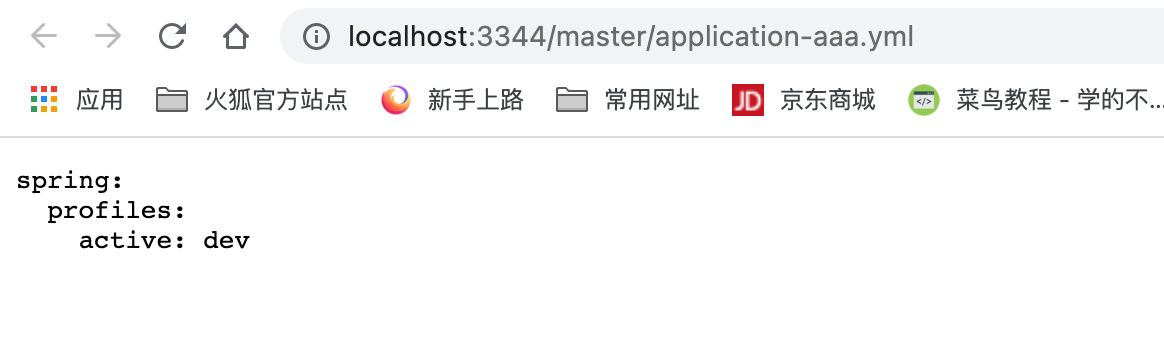 localhost:3344/master/application-aaa.yml
应用 火狐官方站点 新手上路 常用网址 JD 京东商城 </> 菜鸟教程 - 学的不...
spring:
  profiles:
    active: dev